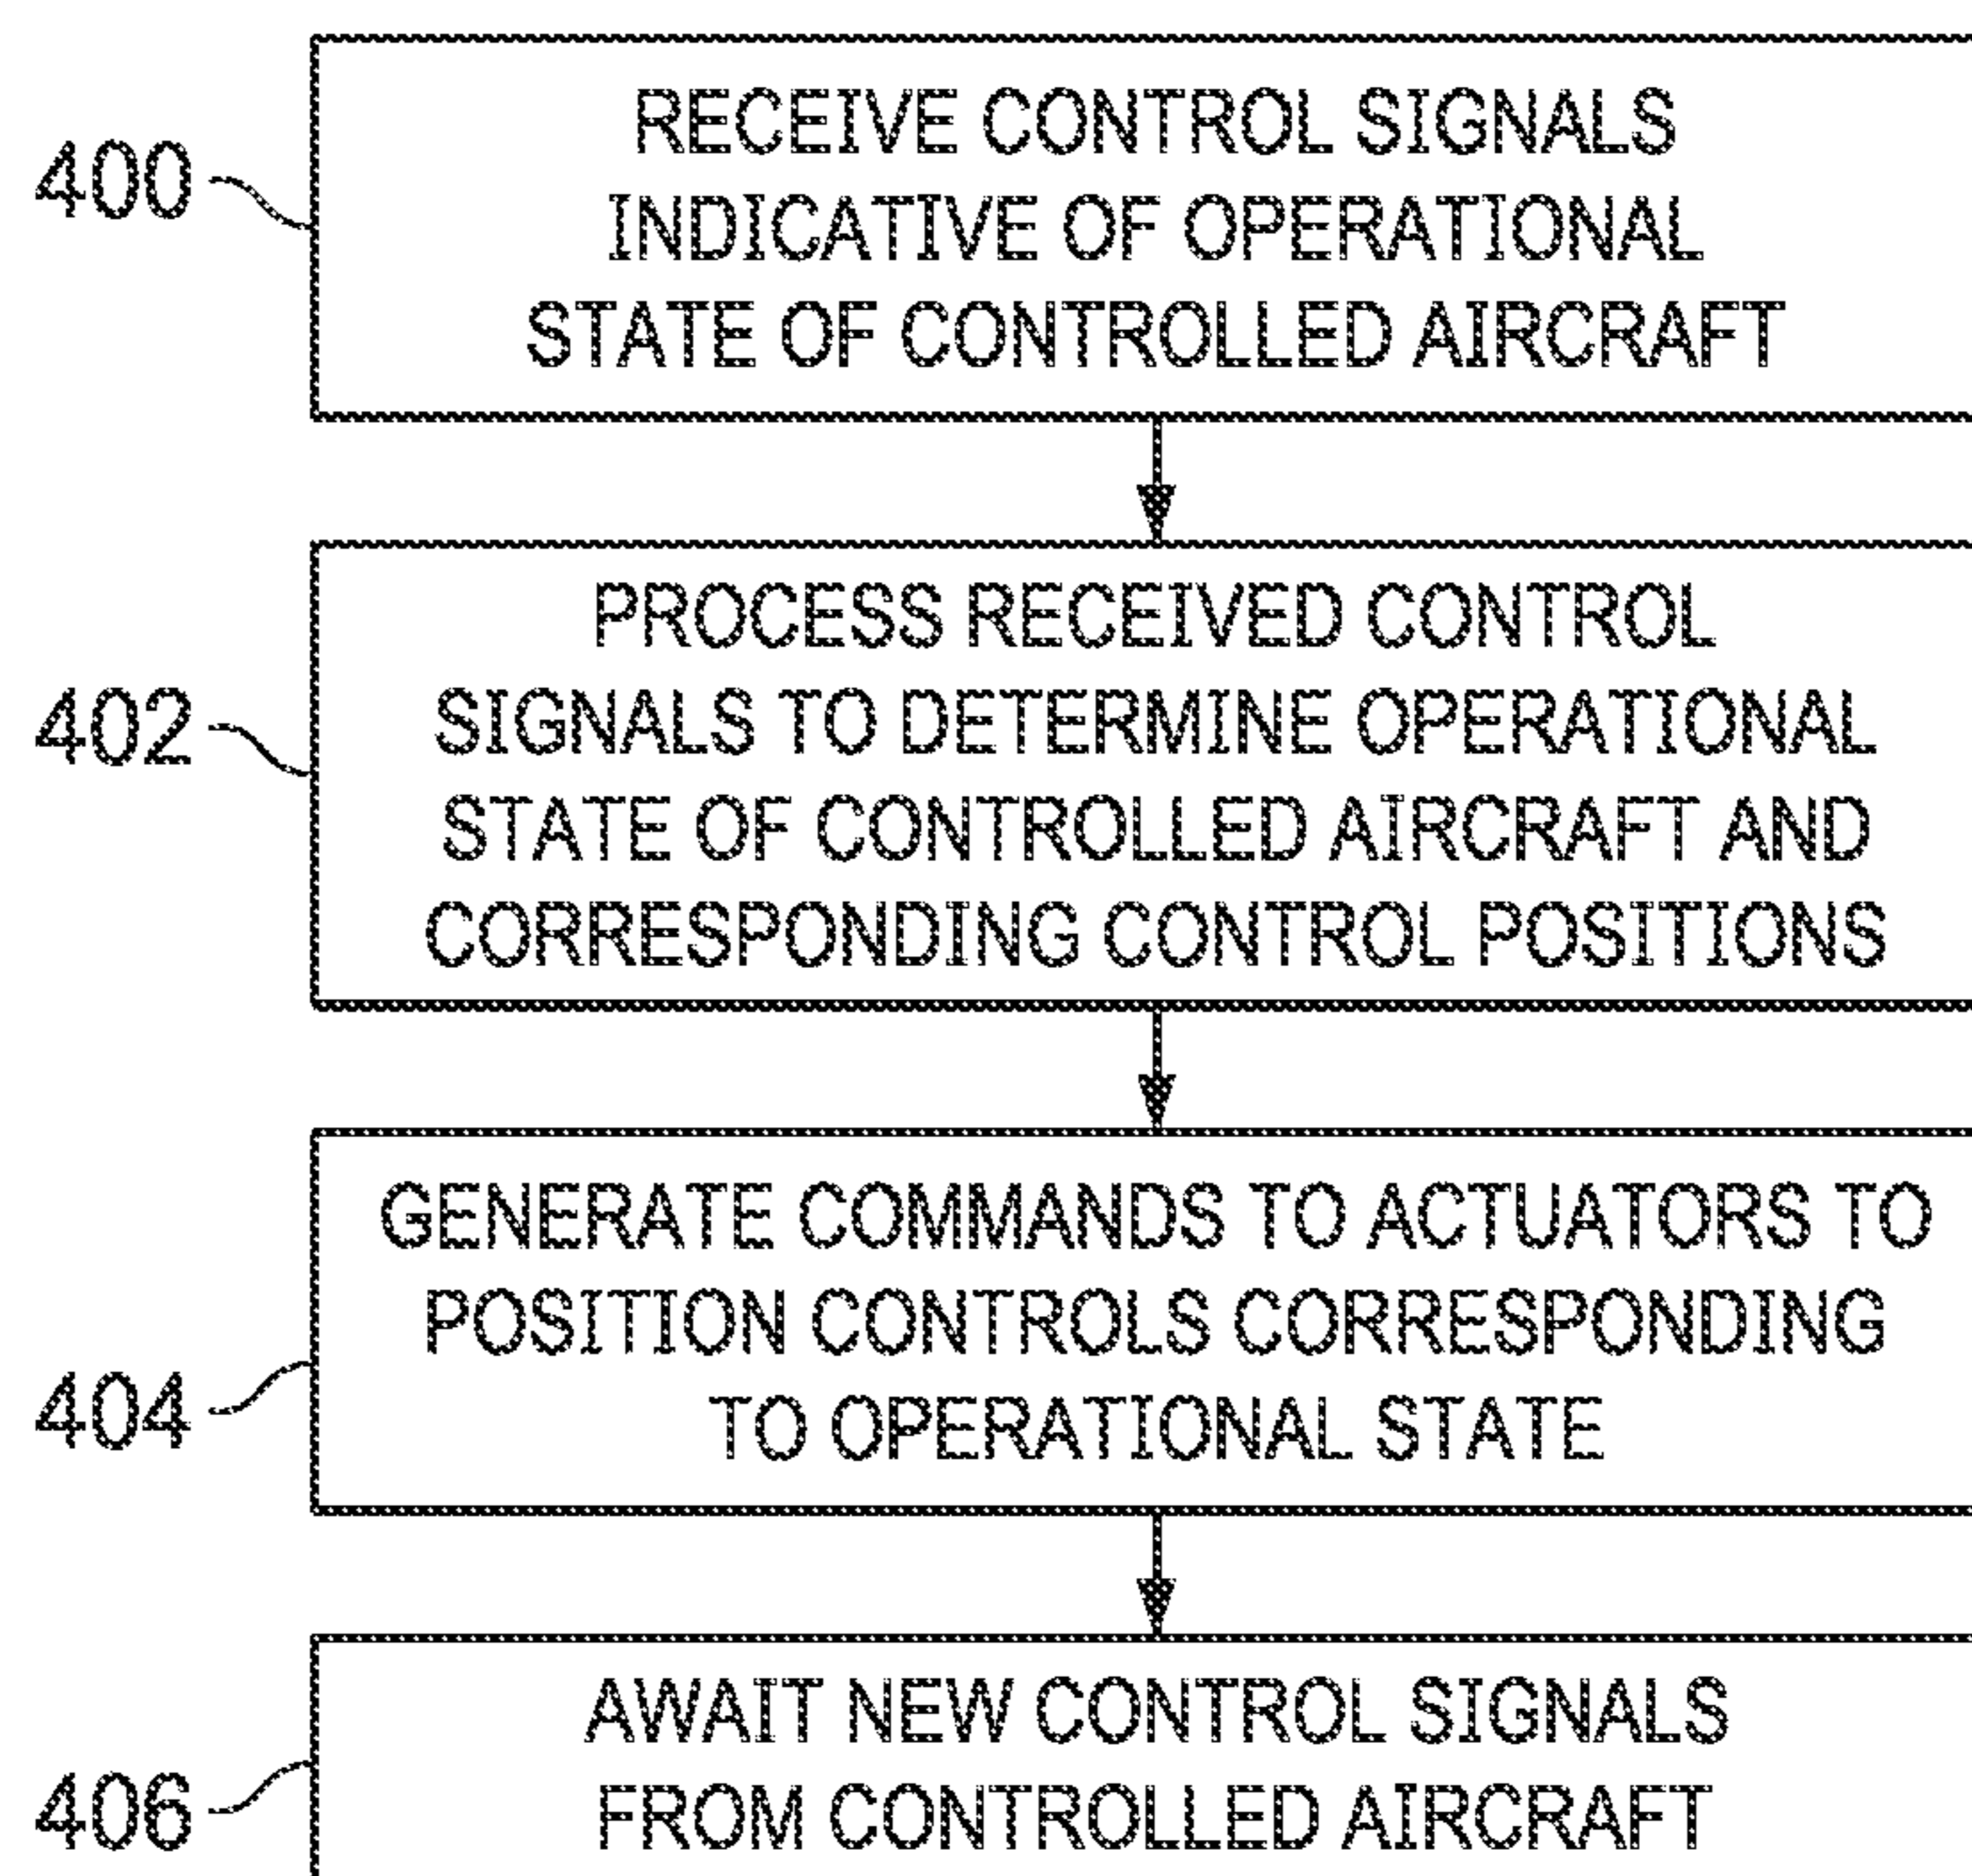 400
RECEIVE CONTROL SIGNALS
INDICATIVE OF OPERATIONAL
STATE OF CONTROLLED AIRCRAFT
402
PROCESS RECEIVED CONTROL
SIGNALS TO DETERMINE OPERATIONAL
STATE OF CONTROLLED AIRCRAFT AND
CORRESPONDING CONTROL POSITIONS
404
GENERATE COMMANDS TO ACTUATORS TO
POSITION CONTROLS CORRESPONDING
TO OPERATIONAL STATE
406
AWAIT NEW CONTROL SIGNALS
FROM CONTROLLED AIRCRAFT